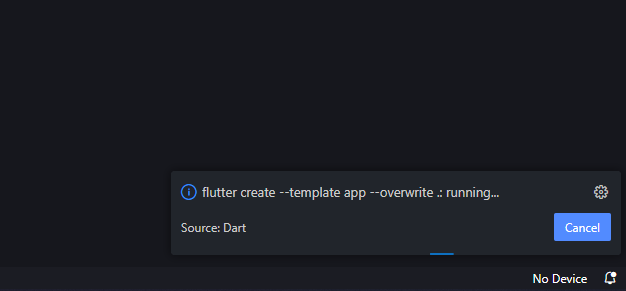 flutter create --template app --overwrite .: running...
Source: Dart
Cancel
No Device